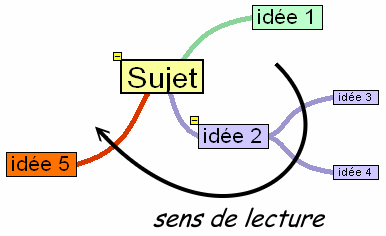 idée 1
Sujet
idée 3
idée 2
idée 4
idée 5
sens de lecture